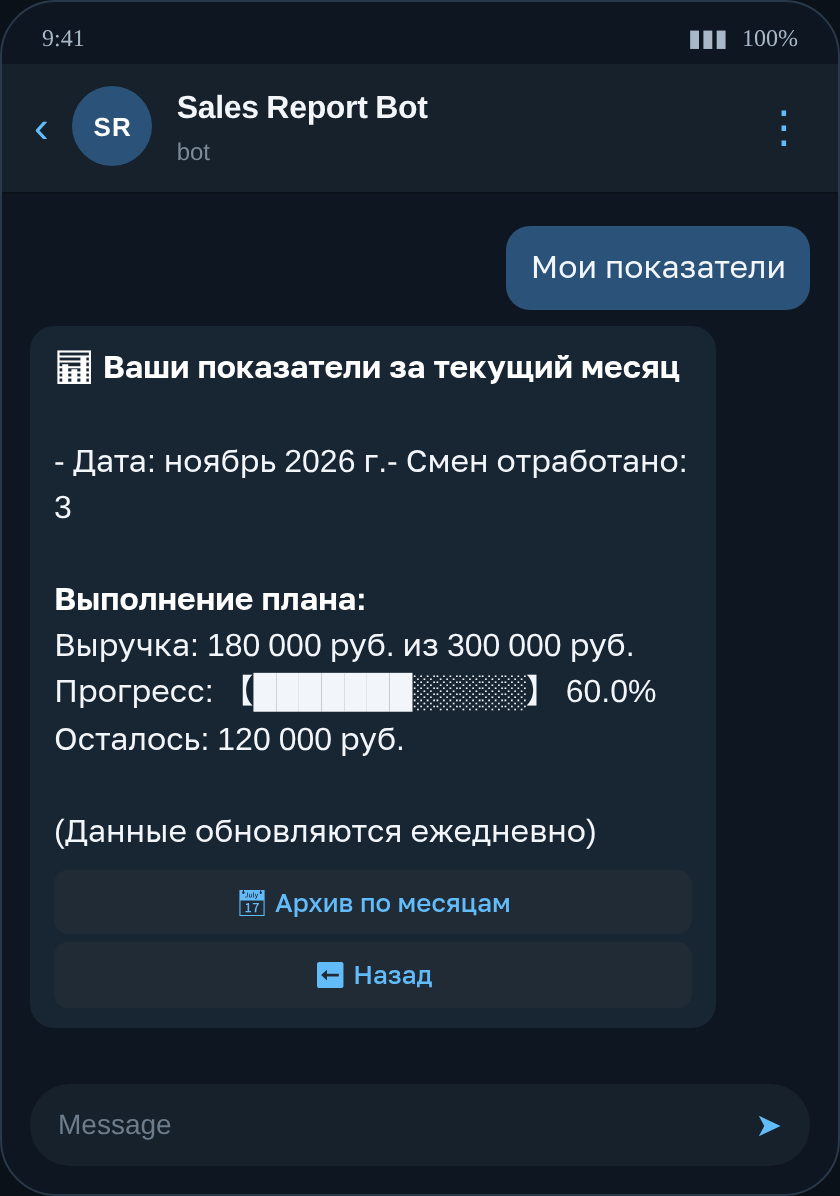 9:41
100%
‹
SR
Sales Report Bot
bot
⋮
Мои показатели
Ваши показатели за текущий месяц
- Дата: ноябрь 2026 г.- Смен отработано:
3
Выполнение плана:
Выручка: 180 000 руб. из 300 000 руб.
Прогресс: 【███████░░░░░】 60.0%
Осталось: 120 000 руб.
(Данные обновляются ежедневно)
📅 Архив по месяцам
⬅ Назад
Message
➤